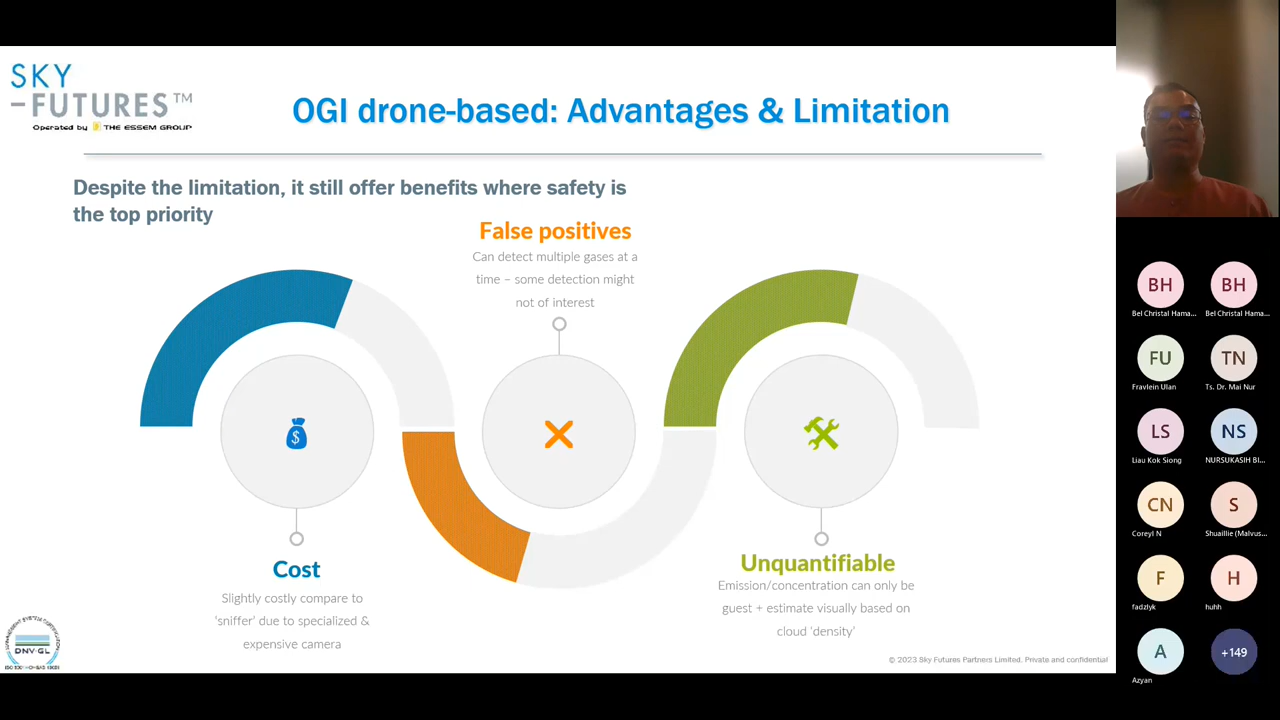 SKY
–FUTURES™
Operated by THE ESSEM GROUP
OGI drone-based: Advantages & Limitation
Despite the limitation, it still offer benefits where safety is
the top priority
False positives
Can detect multiple gases at a
time – some detection might
not of interest
$
Cost
Slightly costly compare to
‘sniffer’ due to specialized &
expensive camera
Unquantifiable
Emission/concentration can only be
guest + estimate visually based on
cloud ‘density’
DNV·GL
© 2023 Sky Futures Partners Limited. Private and confidential
BH
BH
Bel Christal Hama...
Bel Christal Hama...
FU
TN
Fravlein Ulan
Ts. Dr. Mai Nur
LS
NS
Liau Kok Siong
NURSUKASIH BI...
CN
S
Coreyl N
Shuaillie (Malvus...
F
H
fadzlyk
huhh
A
+149
Azyan